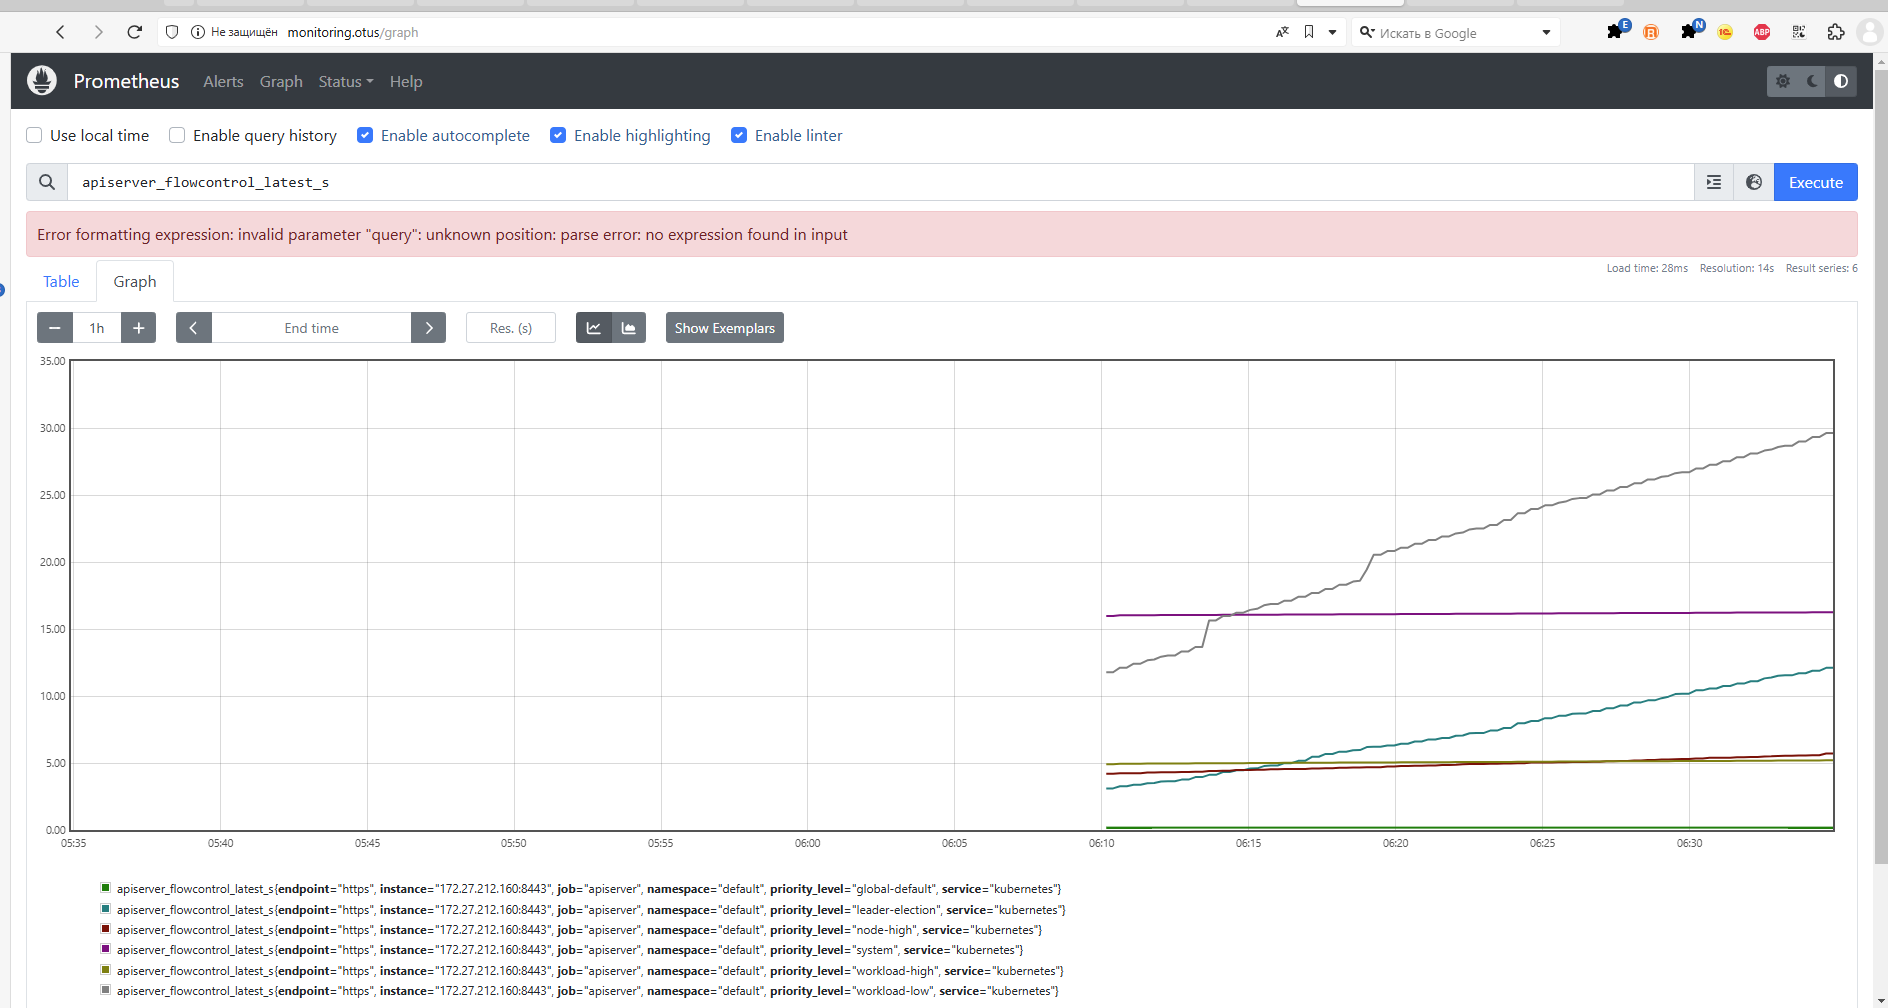 Не защищён monitoring.otus/graph Искать в Google E N ABP
Prometheus Alerts Graph Status Help
Use local time Enable query history Enable autocomplete Enable highlighting Enable linter
apiserver_flowcontrol_latest_s Execute
Error formatting expression: invalid parameter "query": unknown position: parse error: no expression found in input
Load time: 28ms Resolution: 14s Result series: 6
Table Graph
− 1h + End time Res. (s) Show Exemplars
35.00
30.00
25.00
20.00
15.00
10.00
5.00
0.00
05:35 05:40 05:45 05:50 05:55 06:00 06:05 06:10 06:15 06:20 06:25 06:30
apiserver_flowcontrol_latest_s{endpoint="https", instance="172.27.212.160:8443", job="apiserver", namespace="default", priority_level="global-default", service="kubernetes"}
apiserver_flowcontrol_latest_s{endpoint="https", instance="172.27.212.160:8443", job="apiserver", namespace="default", priority_level="leader-election", service="kubernetes"}
apiserver_flowcontrol_latest_s{endpoint="https", instance="172.27.212.160:8443", job="apiserver", namespace="default", priority_level="node-high", service="kubernetes"}
apiserver_flowcontrol_latest_s{endpoint="https", instance="172.27.212.160:8443", job="apiserver", namespace="default", priority_level="system", service="kubernetes"}
apiserver_flowcontrol_latest_s{endpoint="https", instance="172.27.212.160:8443", job="apiserver", namespace="default", priority_level="workload-high", service="kubernetes"}
apiserver_flowcontrol_latest_s{endpoint="https", instance="172.27.212.160:8443", job="apiserver", namespace="default", priority_level="workload-low", service="kubernetes"}